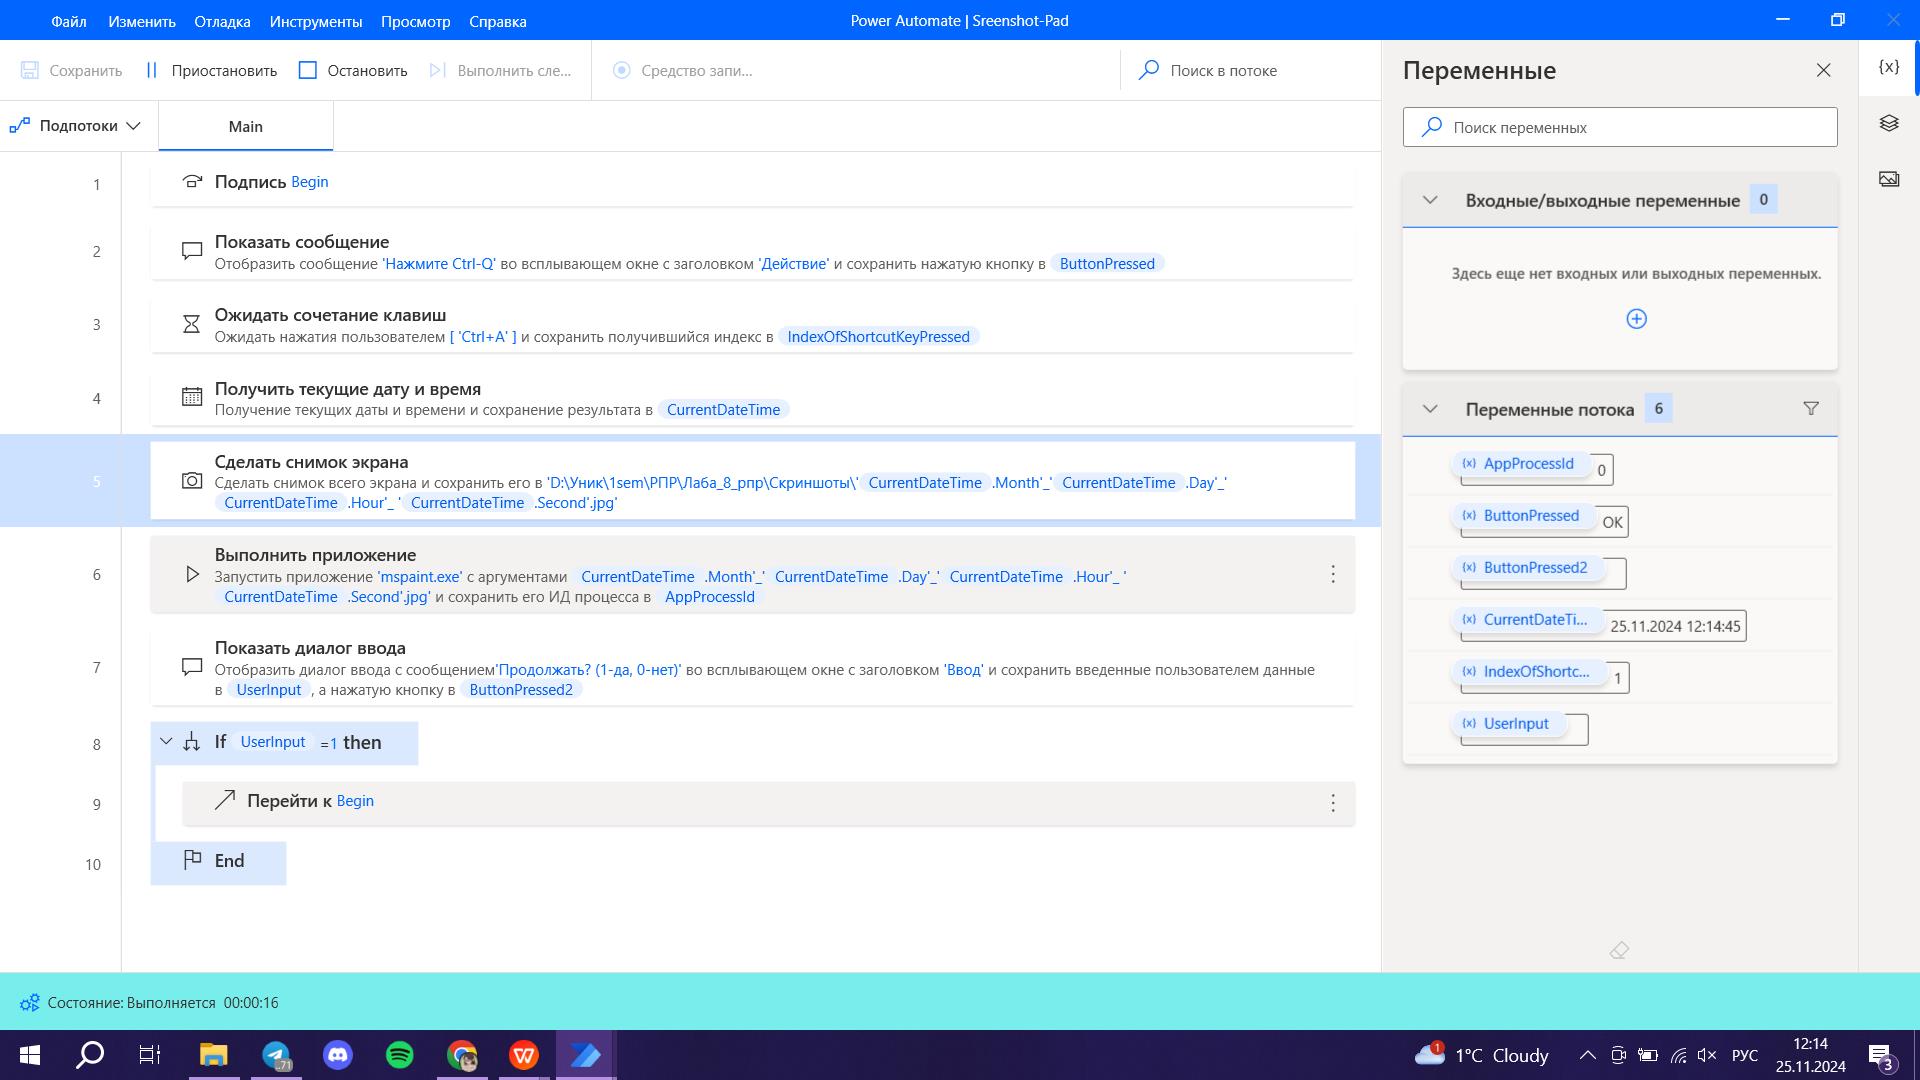 Файл Изменить Отладка Инструменты Просмотр Справка Power Automate | Sreenshot-Pad
Сохранить Приостановить Остановить Выполнить сле... Средство запи... Поиск в потоке
Подпотоки Main
1 Подпись Begin
2 Показать сообщение
Отобразить сообщение 'Нажмите Ctrl-Q' во всплывающем окне с заголовком 'Действие' и сохранить нажатую кнопку в ButtonPressed
3 Ожидать сочетание клавиш
Ожидать нажатия пользователем [ 'Ctrl+A' ] и сохранить получившийся индекс в IndexOfShortcutKeyPressed
4 Получить текущие дату и время
Получение текущих даты и времени и сохранение результата в CurrentDateTime
5 Сделать снимок экрана
Сделать снимок всего экрана и сохранить его в 'D:\Уник\1sem\РПР\Лаба_8_рпр\Скриншоты\' CurrentDateTime .Month'_' CurrentDateTime .Day'_'
CurrentDateTime .Hour'_ ' CurrentDateTime .Second'.jpg'
6 Выполнить приложение
Запустить приложение 'mspaint.exe' с аргументами CurrentDateTime .Month'_' CurrentDateTime .Day'_' CurrentDateTime .Hour'_ '
CurrentDateTime .Second'.jpg' и сохранить его ИД процесса в AppProcessId
7 Показать диалог ввода
Отобразить диалог ввода с сообщением'Продолжать? (1-да, 0-нет)' во всплывающем окне с заголовком 'Ввод' и сохранить введенные пользователем данные
в UserInput , а нажатую кнопку в ButtonPressed2
8 If UserInput =1 then
9 Перейти к Begin
10 End
Переменные {x}
Поиск переменных
Входные/выходные переменные 0
Здесь еще нет входных или выходных переменных.
Переменные потока 6
(x) AppProcessId 0
(x) ButtonPressed OK
(x) ButtonPressed2
(x) CurrentDateTi... 25.11.2024 12:14:45
(x) IndexOfShortc... 1
(x) UserInput
Состояние: Выполняется 00:00:16
71 1 1°C Cloudy РУС 12:14
25.11.2024 3